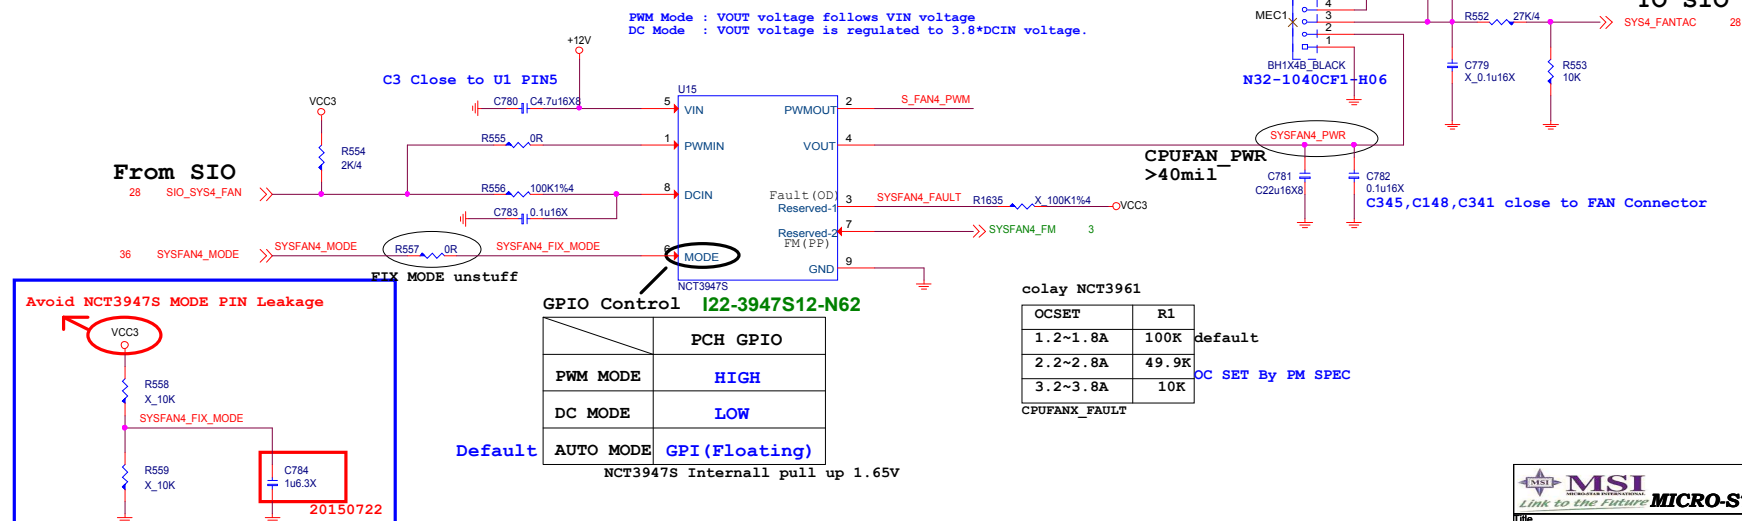 PWM Mode : VOUT voltage follows VIN voltage
DC Mode : VOUT voltage is regulated to 3.8*DCIN voltage.
+12V
C3 Close to U1 PIN5
VCC3
C780
C4.7u16X8
5
U15
VIN
PWMOUT
2
S_FAN4_PWM
R554
2K/4
R555
0R
1
PWMIN
VOUT
4
From SIO
28
SIO_SYS4_FAN
R556
100K1%4
8
DCIN
Fault(OD)
Reserved-1
3
SYSFAN4_FAULT
R1635
X_100K1%4
VCC3
C783
0.1u16X
Reserved-2
FM(PP)
7
SYSFAN4_FM
3
36
SYSFAN4_MODE
SYSFAN4_MODE
R557
0R
SYSFAN4_FIX_MODE
6
MODE
GND
9
FIX MODE unstuff
NCT3947S
GPIO Control
I22-3947S12-N62
MEC1
4
3
2
1
BH1X4B_BLACK
N32-1040CF1-H06
R552
27K/4
TO SIO
SYS4_FANTAC
28
C779
X_0.1u16X
R553
10K
SYSFAN4_PWR
CPUFAN_PWR
>40mil
C781
C22u16X8
C782
0.1u16X
C345,C148,C341 close to FAN Connector
Avoid NCT3947S MODE PIN Leakage
VCC3
R558
X_10K
SYSFAN4_FIX_MODE
R559
X_10K
C784
1u6.3X
20150722
PCH GPIO
PWM MODE HIGH
DC MODE LOW
Default AUTO MODE GPI(Floating)
NCT3947S Internall pull up 1.65V
colay NCT3961
OCSET R1
1.2~1.8A 100K default
2.2~2.8A 49.9K
OC SET By PM SPEC
3.2~3.8A 10K
CPUFANX_FAULT
MSI
MSI
MICRO-STAR INTERNATIONAL
Link to the Future
MICRO-S
Title